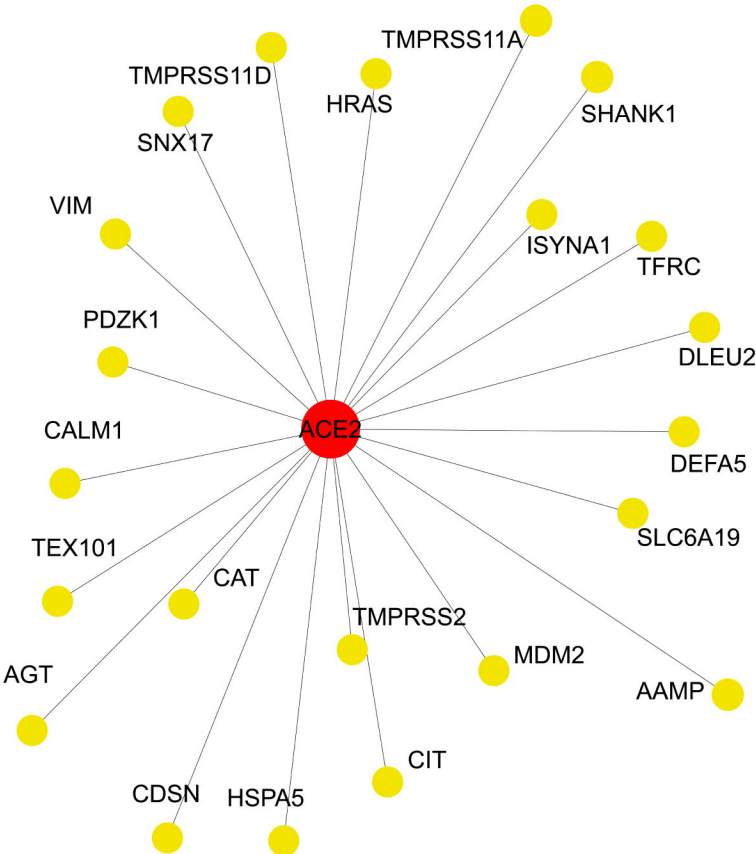 TMPRSS11A
TMPRSS11D
HRAS
SHANK1
SNX17
VIM
ISYNA1
TFRC
PDZK1
DLEU2
CALM1
ACE2
DEFA5
SLC6A19
TEX101
CAT
TMPRSS2
MDM2
AGT
AAMP
CIT
CDSN
HSPA5